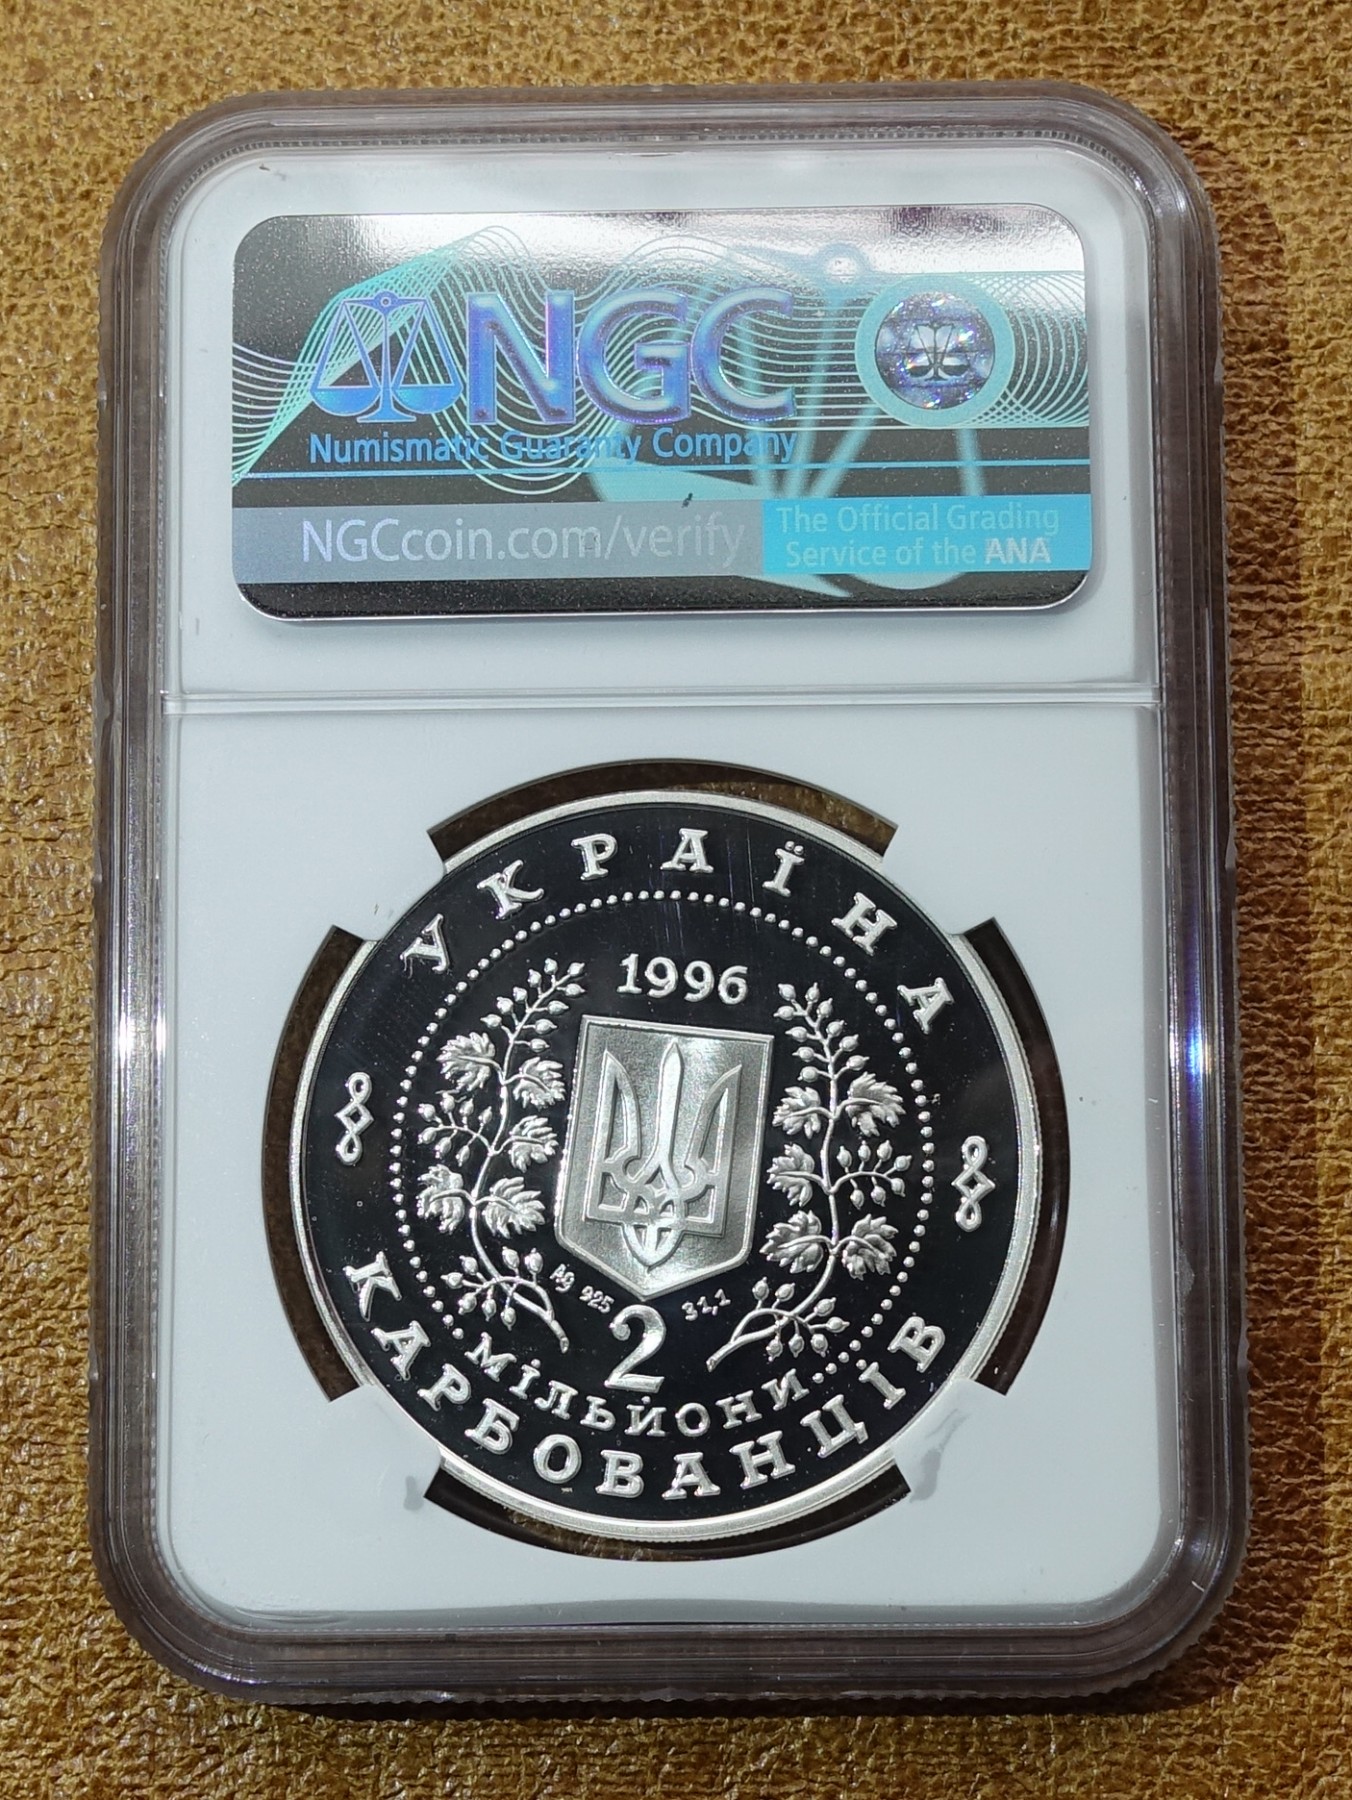 NGC
Numismatic Guaranty Company
NGCcoin.com/verify
The Official Grading
Service of the ANA
УКРАЇНА
1996
Ag 925
31,1
2
МІЛЬЙОНИ
КАРБОВАНЦІВ